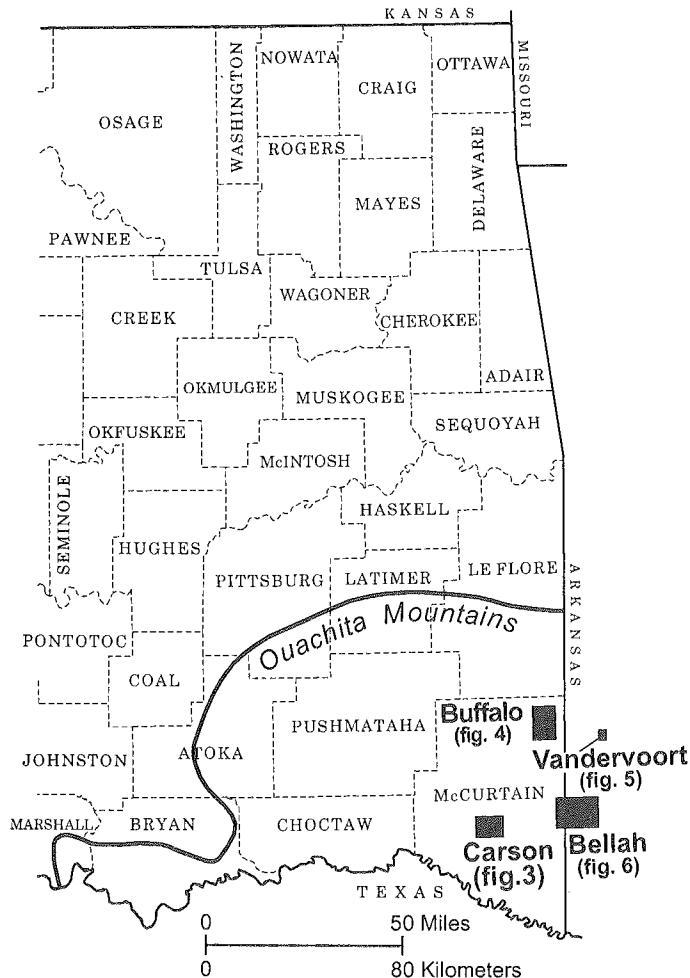 KANSAS
NOWATA
OTTAWA
WASHINGTON
CRAIG
MISSOURI
OSAGE
ROGERS
DELAWARE
MAYES
PAWNEE
TULSA
WAGONER
CREEK
CHEROKEE
ADAIR
OKMULGEE
MUSKOGEE
SEQUOYAH
OKFUSKEE
McINTOSH
SEMINOLE
HASKELL
HUGHES
LE FLORE
PITTSBURG
LATIMER
ARKANSAS
Ouachita Mountains
PONTOTOC
COAL
Buffalo
(fig. 4)
PUSHMATAHA
Vandervoort
(fig. 5)
JOHNSTON
ATOKA
McCURTAIN
MARSHALL
BRYAN
CHOCTAW
Carson
(fig.3)
Bellah
(fig. 6)
TEXAS
0 50 Miles
0 80 Kilometers